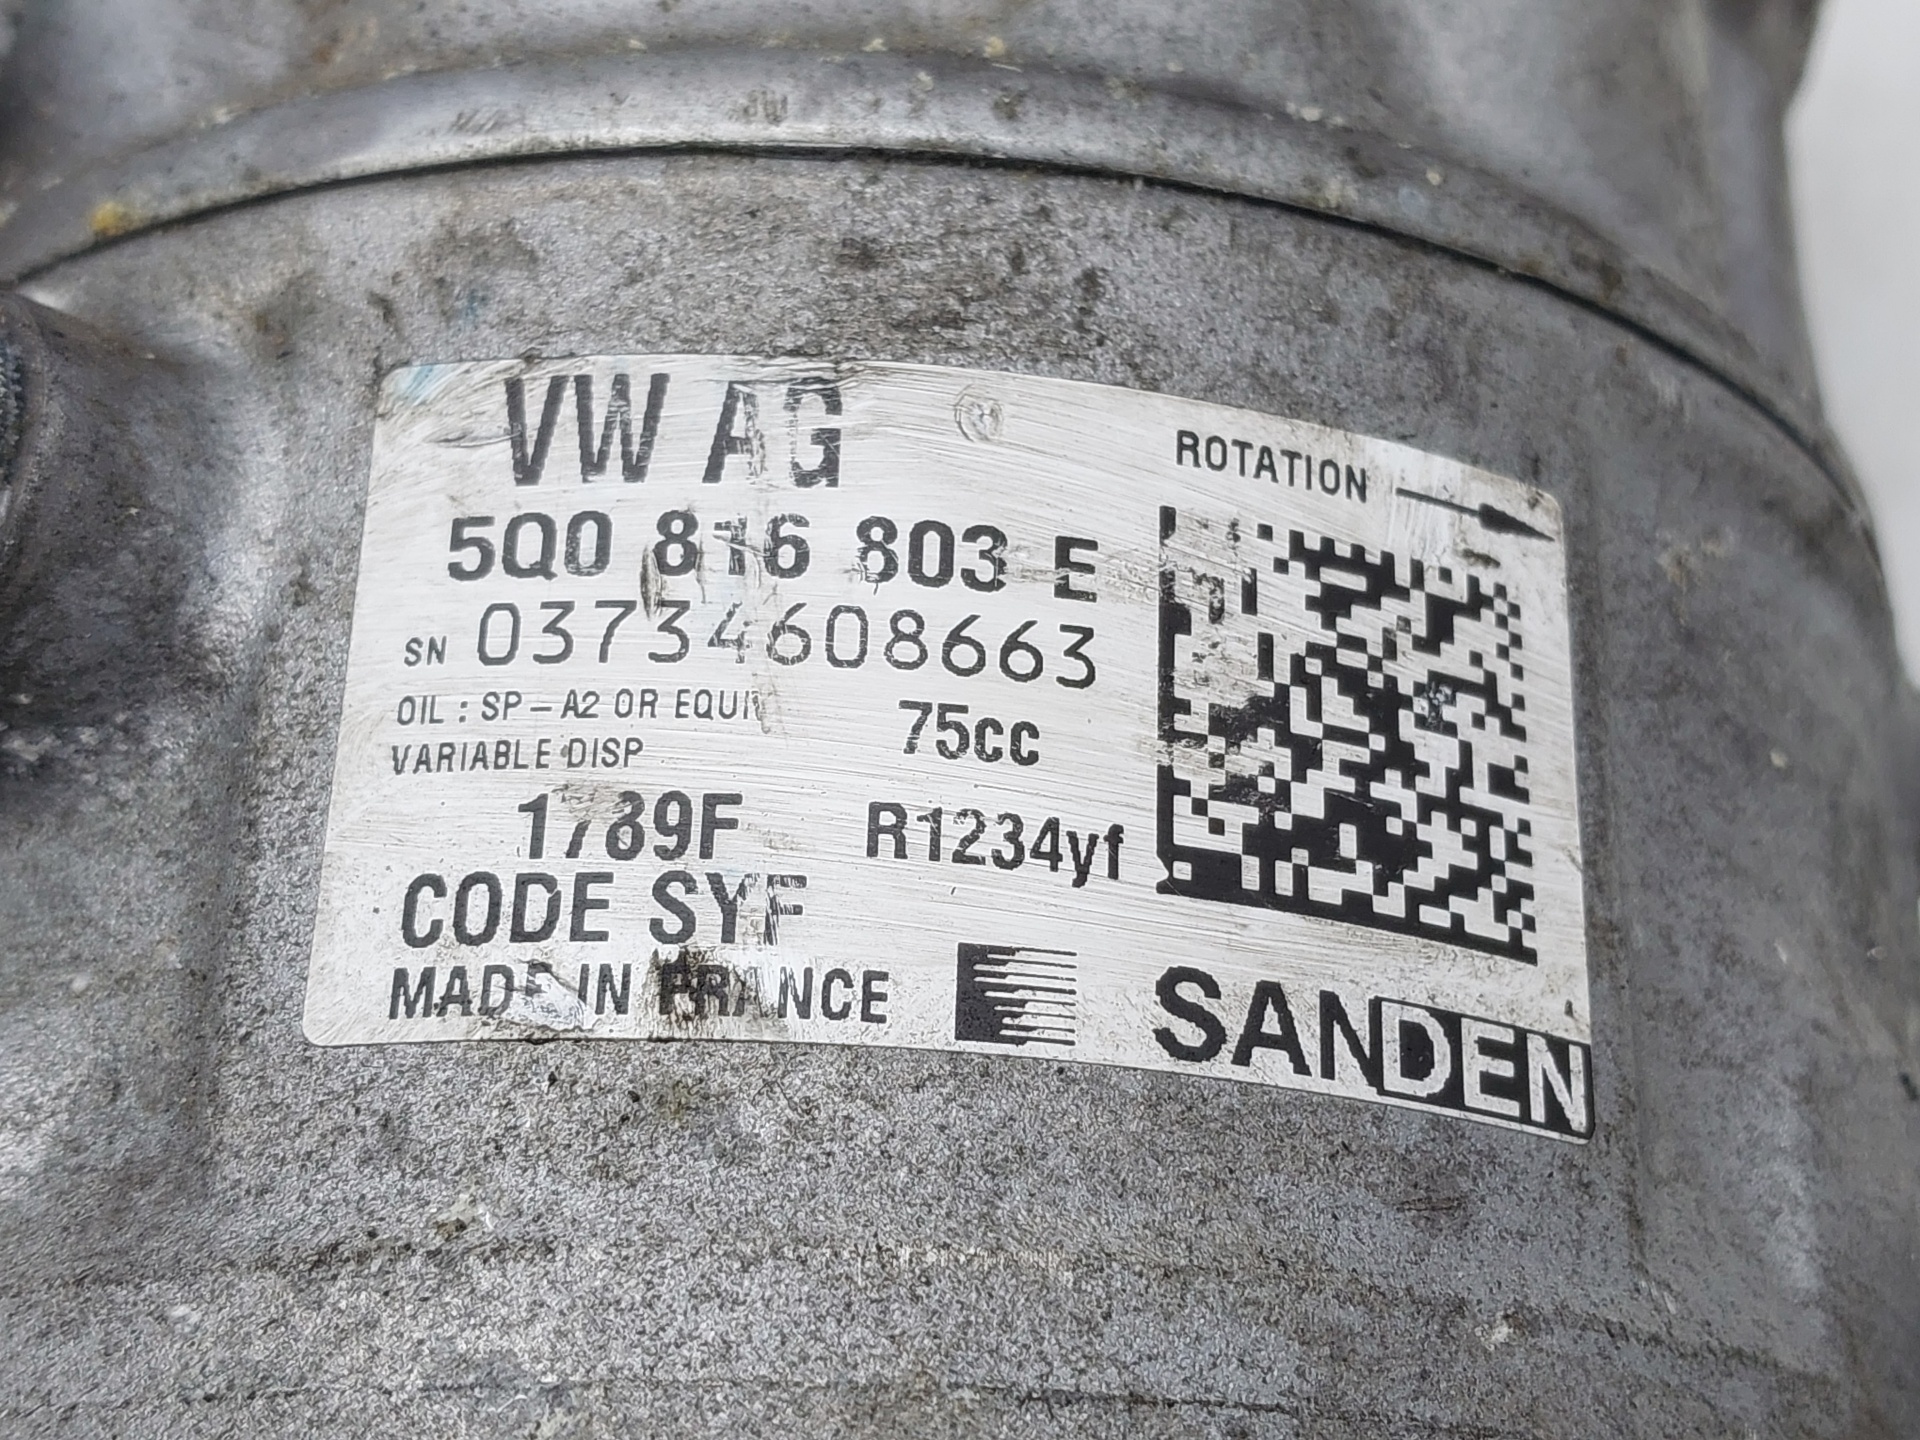 VW AG
ROTATION
5Q0 816 803 E
SN 03734608663
OIL : SP-A2 OR
75cc
VARIABLE DISP
1789F
R1234yf
CODE SYF
MADE IN FRANCE
SANDEN